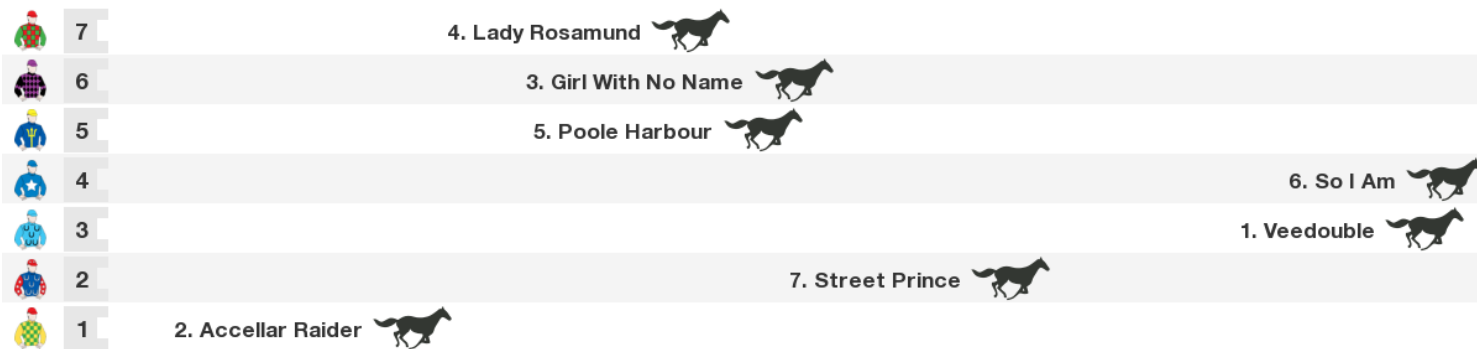 7 4. Lady Rosamund
6 3. Girl With No Name
5 5. Poole Harbour
4 6. So I Am
3 1. Veedouble
2 7. Street Prince
1 2. Accellar Raider